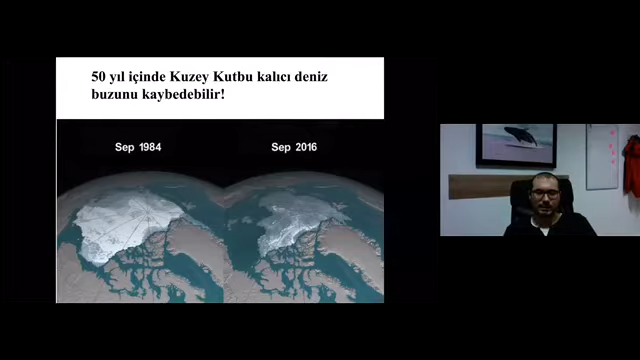 50 yıl içinde Kuzey Kutbu kalıcı deniz
buzunu kaybedebilir!
Sep 1984
Sep 2016